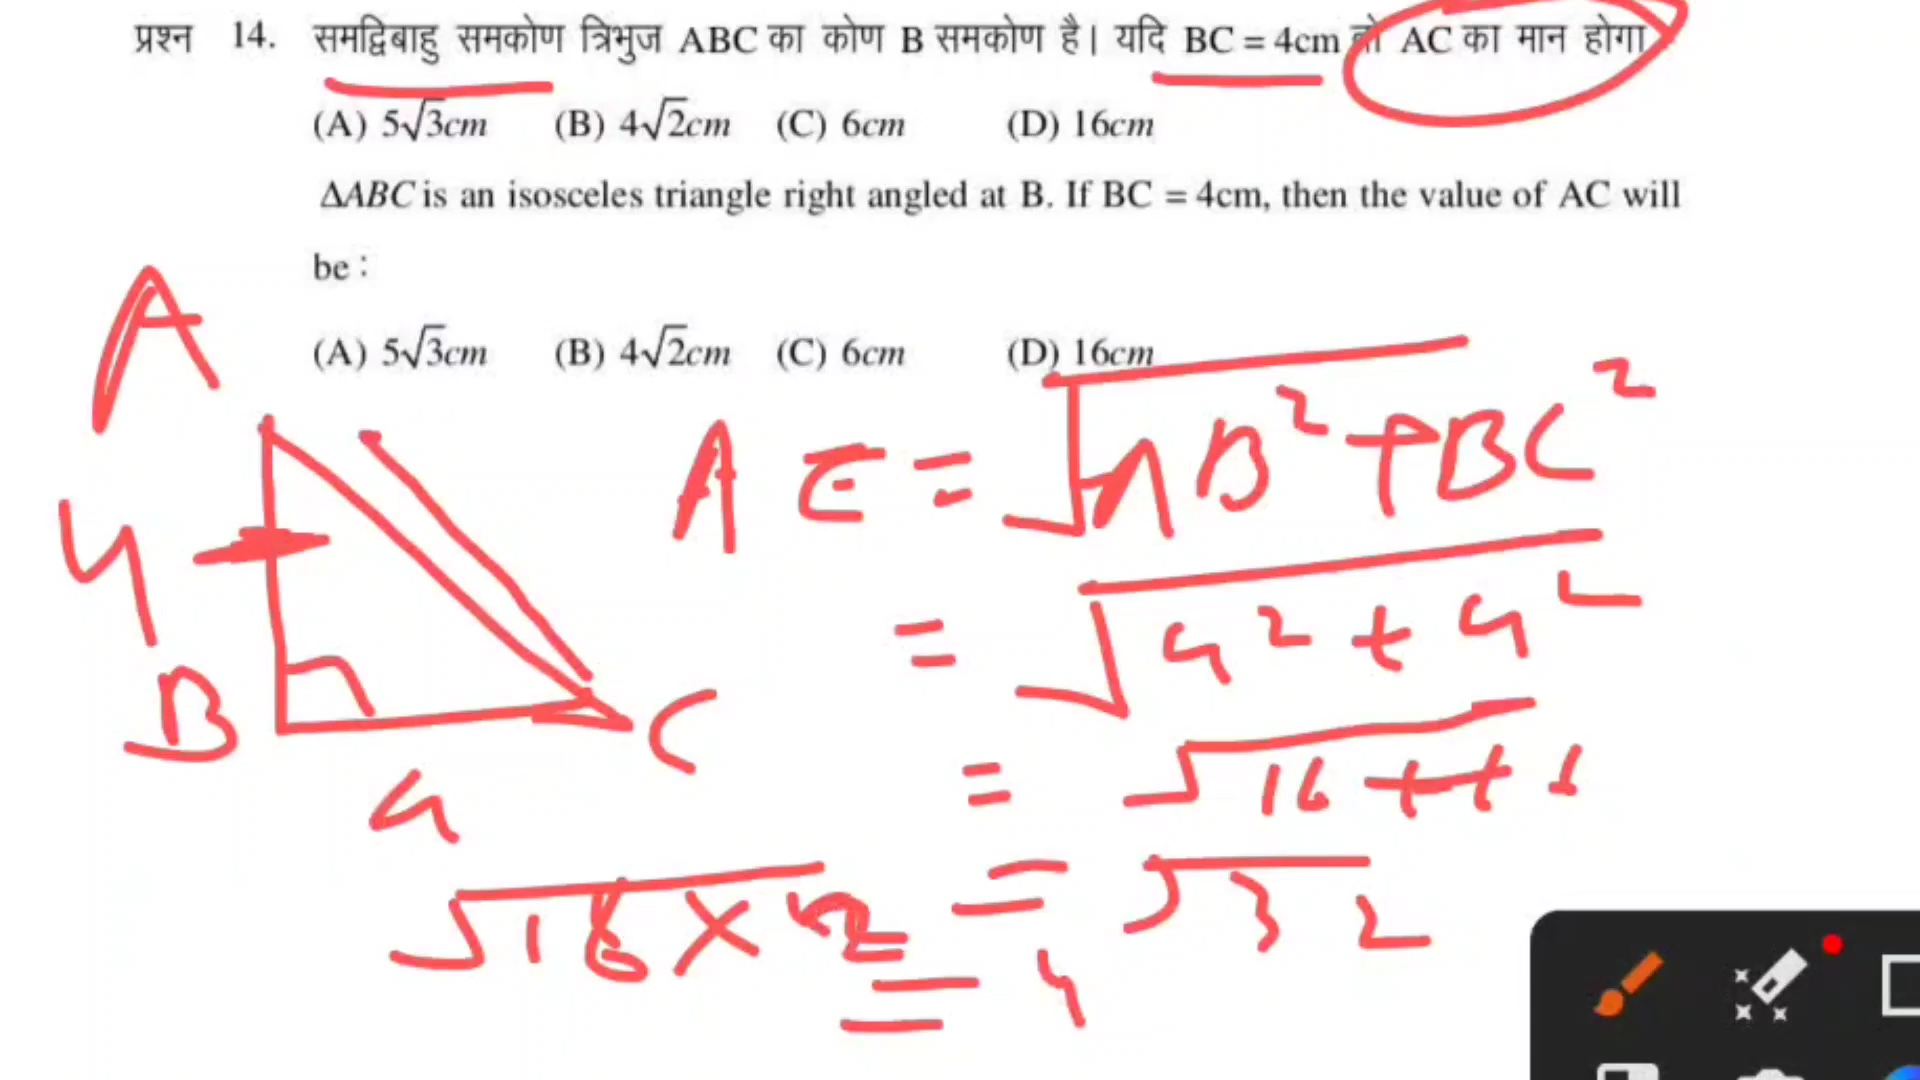 प्रश्न 14. समद्विबाहु समकोण त्रिभुज ABC का कोण B समकोण है। यदि BC = 4cm तो AC का मान होगा
(A) 5√3cm (B) 4√2cm (C) 6cm (D) 16cm
ΔABC is an isosceles triangle right angled at B. If BC = 4cm, then the value of AC will
be :
(A) 5√3cm (B) 4√2cm (C) 6cm (D) 16cm
A
4
B
C
4
AC = √AB² + BC²
= √4² + 4²
= √16 + + 1
= √32
√16 × 2
= 4